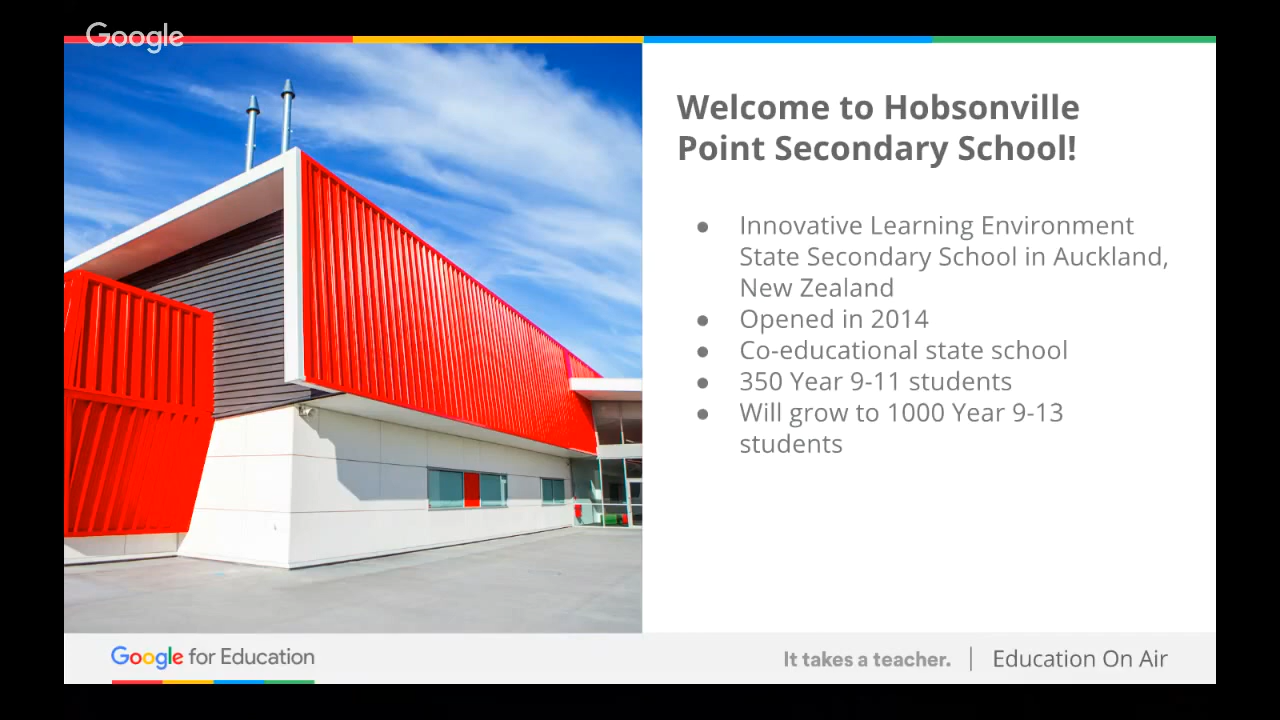 Google
Welcome to Hobsonville
Point Secondary School!
● Innovative Learning Environment
State Secondary School in Auckland,
New Zealand
● Opened in 2014
● Co-educational state school
● 350 Year 9-11 students
● Will grow to 1000 Year 9-13
students
Google for Education
It takes a teacher. | Education On Air